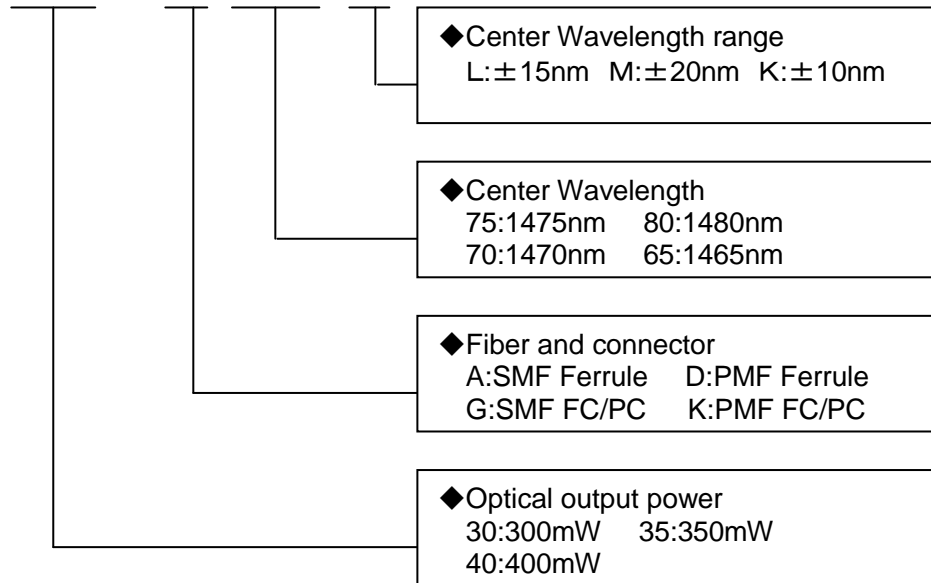 ◆Center Wavelength range
L:±15nm M:±20nm K:±10nm
◆Center Wavelength
75:1475nm 80:1480nm
70:1470nm 65:1465nm
◆Fiber and connector
A:SMF Ferrule D:PMF Ferrule
G:SMF FC/PC K:PMF FC/PC
◆Optical output power
30:300mW 35:350mW
40:400mW